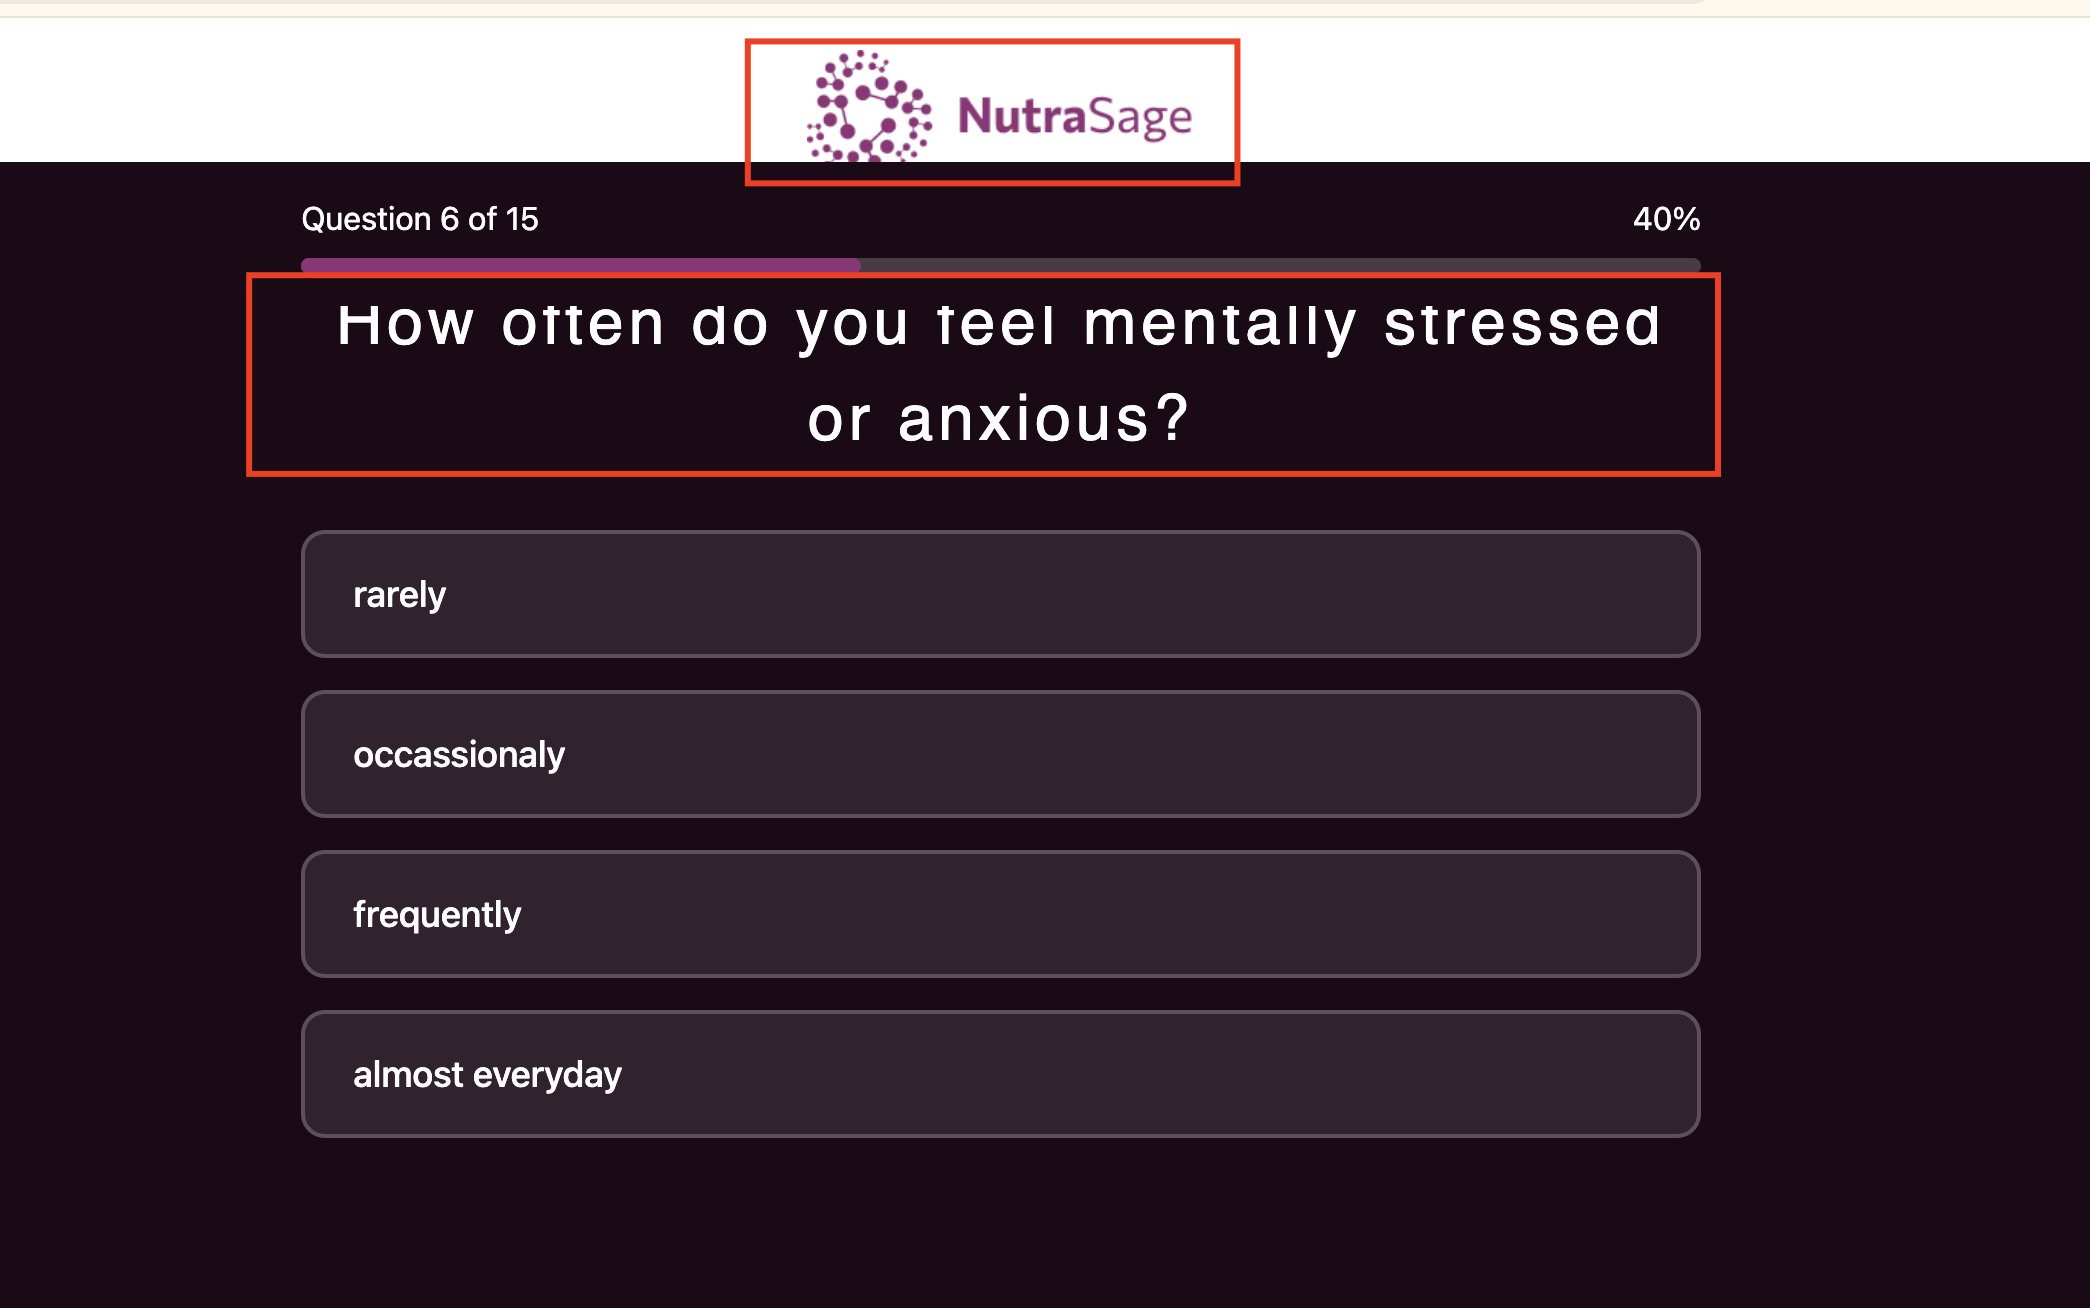 NutraSage
Question 6 of 15
40%
How often do you feel mentally stressed
or anxious?
rarely
occassionaly
frequently
almost everyday